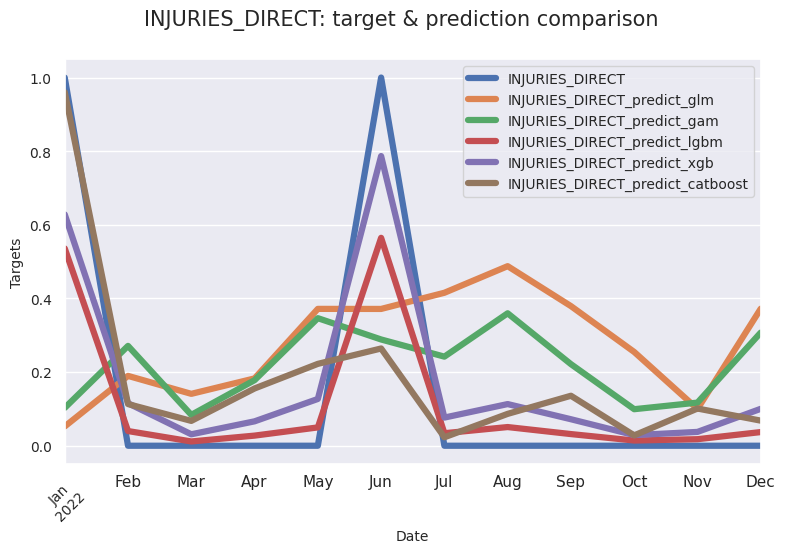 INJURIES_DIRECT: target & prediction comparison
1.0
0.8
0.6
0.4
0.2
0.0
Targets
INJURIES_DIRECT
INJURIES_DIRECT_predict_glm
INJURIES_DIRECT_predict_gam
INJURIES_DIRECT_predict_lgbm
INJURIES_DIRECT_predict_xgb
INJURIES_DIRECT_predict_catboost
Jan
2022
Feb
Mar
Apr
May
Jun
Jul
Aug
Sep
Oct
Nov
Dec
Date